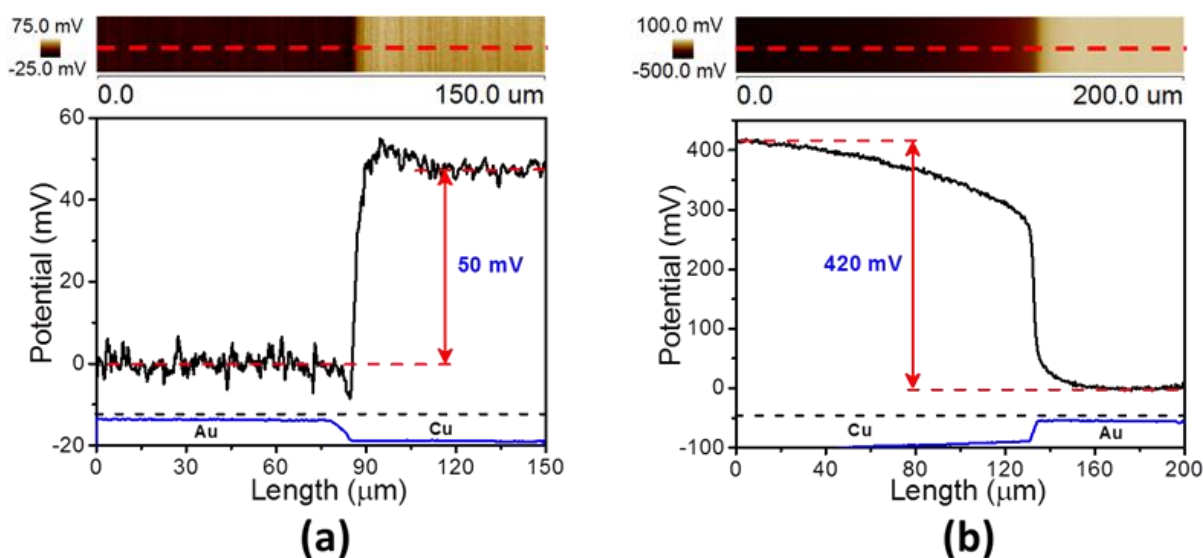 75.0 mV
-25.0 mV
0.0 150.0 um
60
40
20
0
-20
Potential (mV)
50 mV
Au
Cu
0 30 60 90 120 150
Length (μm)
(a)
100.0 mV
-500.0 mV
0.0 200.0 um
400
300
200
100
0
-100
Potential (mV)
420 mV
Cu
Au
0 40 80 120 160 200
Length (μm)
(b)